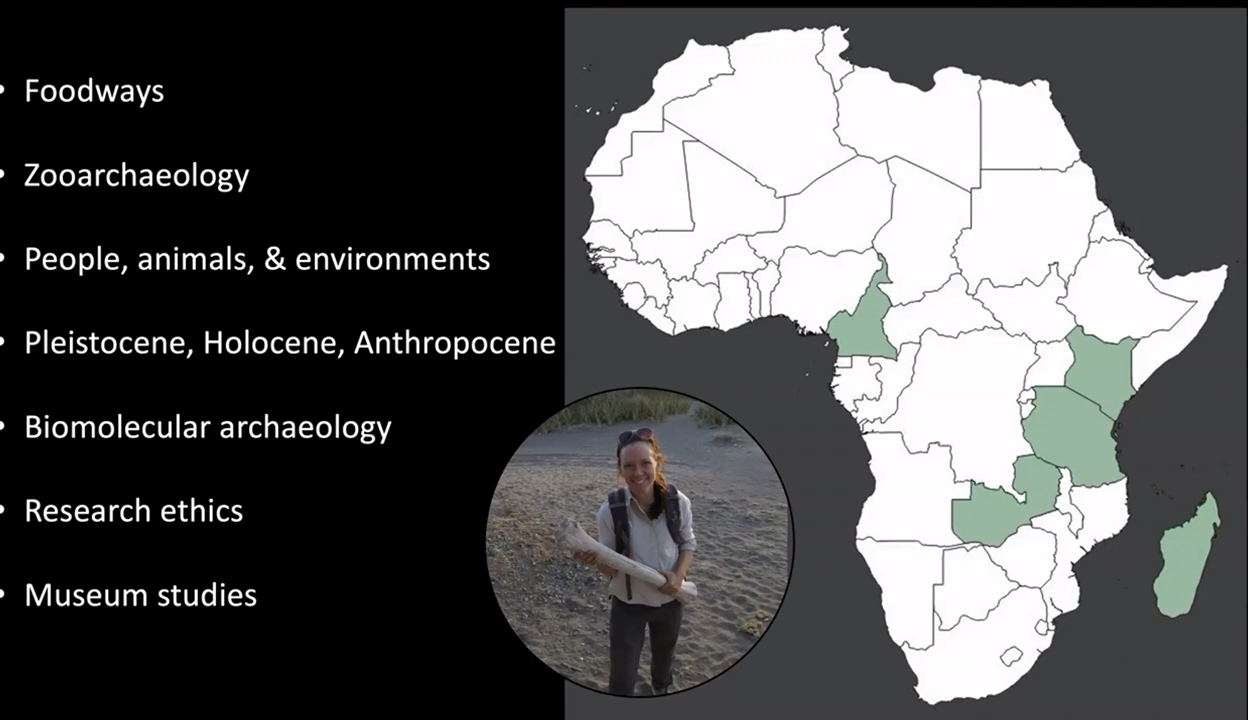 • Foodways
• Zooarchaeology
• People, animals, & environments
• Pleistocene, Holocene, Anthropocene
• Biomolecular archaeology
• Research ethics
• Museum studies